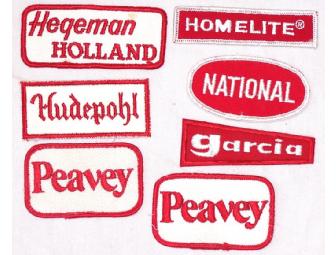 Hegeman
HOLLAND
HOMELITE®
NATIONAL
Hudepohl
garcia
Peavey
Peavey